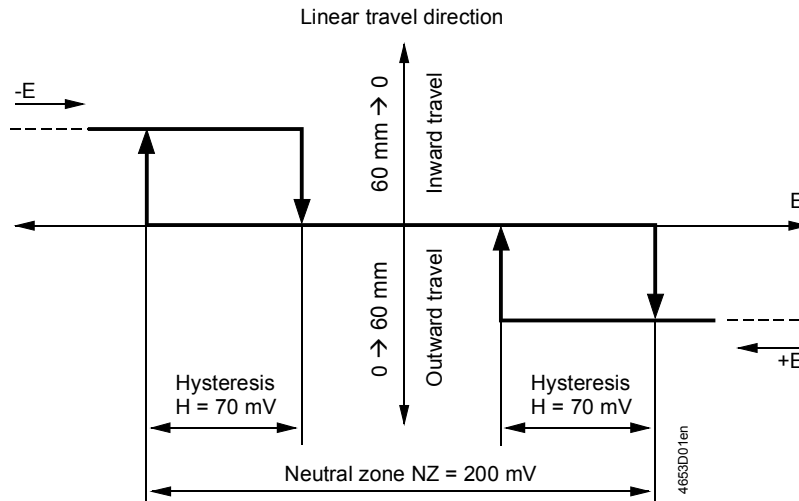 Linear travel direction
-E
60 mm → 0
Inward travel
E
0 → 60 mm
Outward travel
+E
Hysteresis
H = 70 mV
Hysteresis
H = 70 mV
Neutral zone NZ = 200 mV
4653D01en